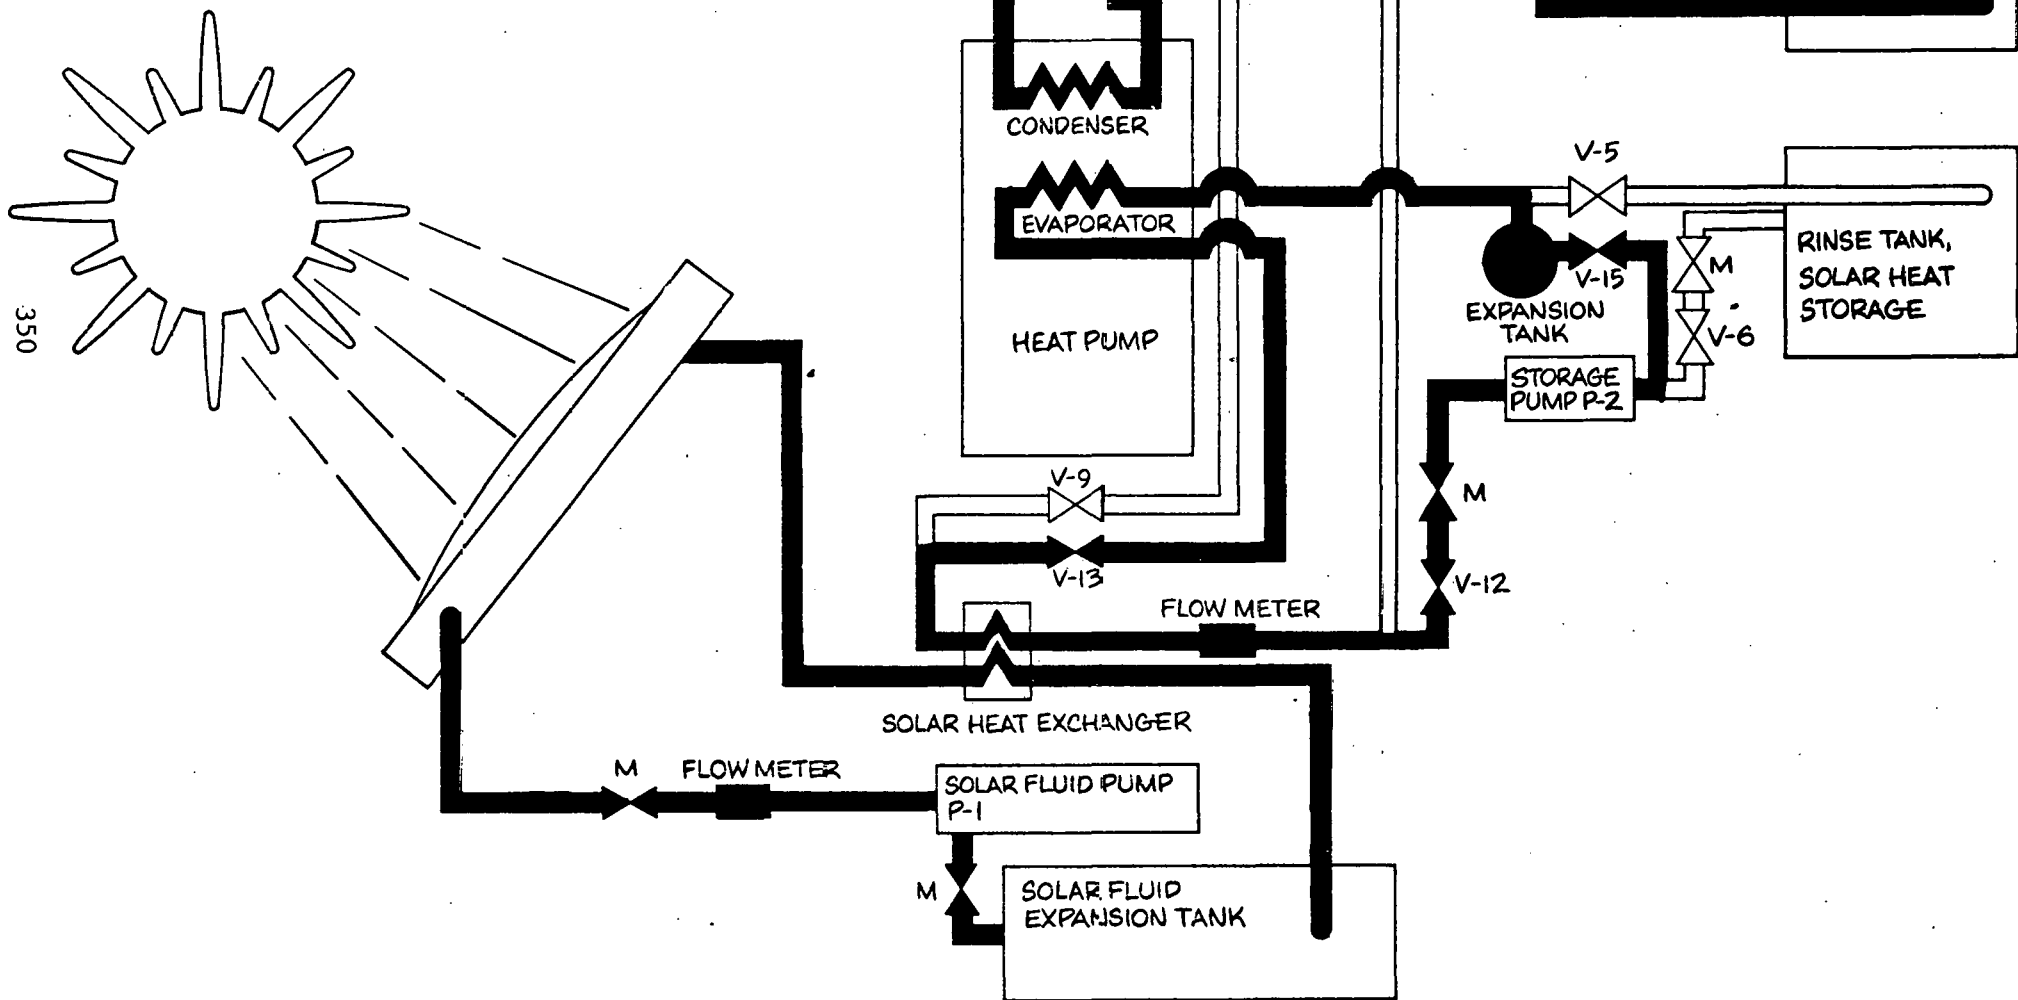 CONDENSER
V-5
EVAPORATOR
RINSE TANK,
SOLAR HEAT
STORAGE
M
V-15
EXPANSION
TANK
350
HEAT PUMP
V-6
STORAGE
PUMP P-2
V-9
M
V-13
V-12
FLOW METER
SOLAR HEAT EXCHANGER
M
FLOW METER
SOLAR FLUID PUMP
P-1
M
SOLAR FLUID
EXPANSION TANK